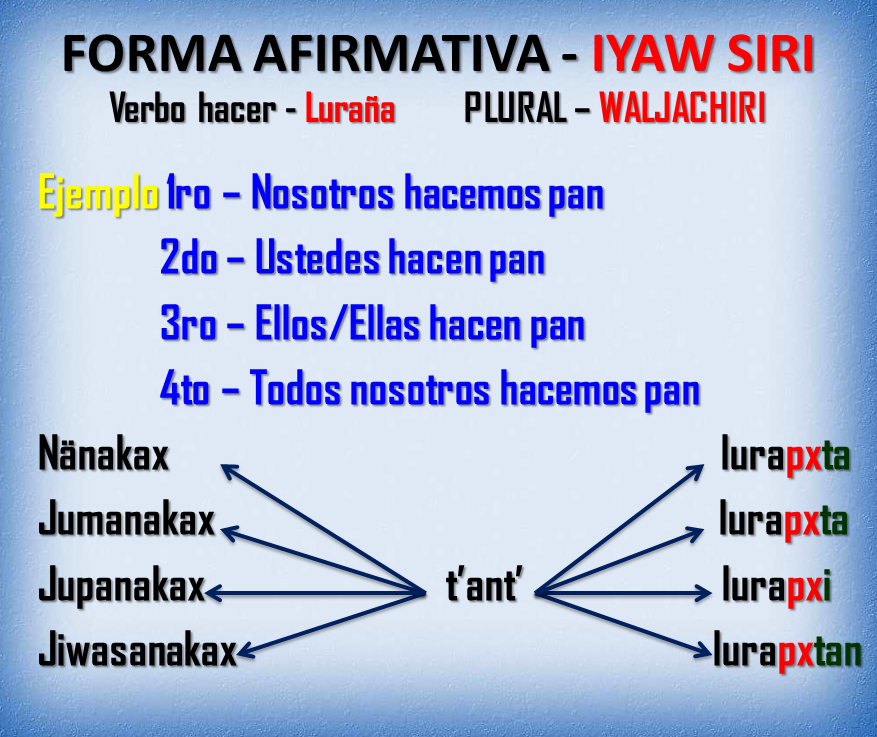 FORMA AFIRMATIVA - IYAW SIRI
Verbo hacer - Luraña PLURAL – WALJACHIRI
Ejemplo 1ro – Nosotros hacemos pan
2do – Ustedes hacen pan
3ro – Ellos/Ellas hacen pan
4to – Todos nosotros hacemos pan
Nänakax lurapxta
Jumanakax lurapxta
Jupanakax t’ant’ lurapxi
Jiwasanakax lurapxtan